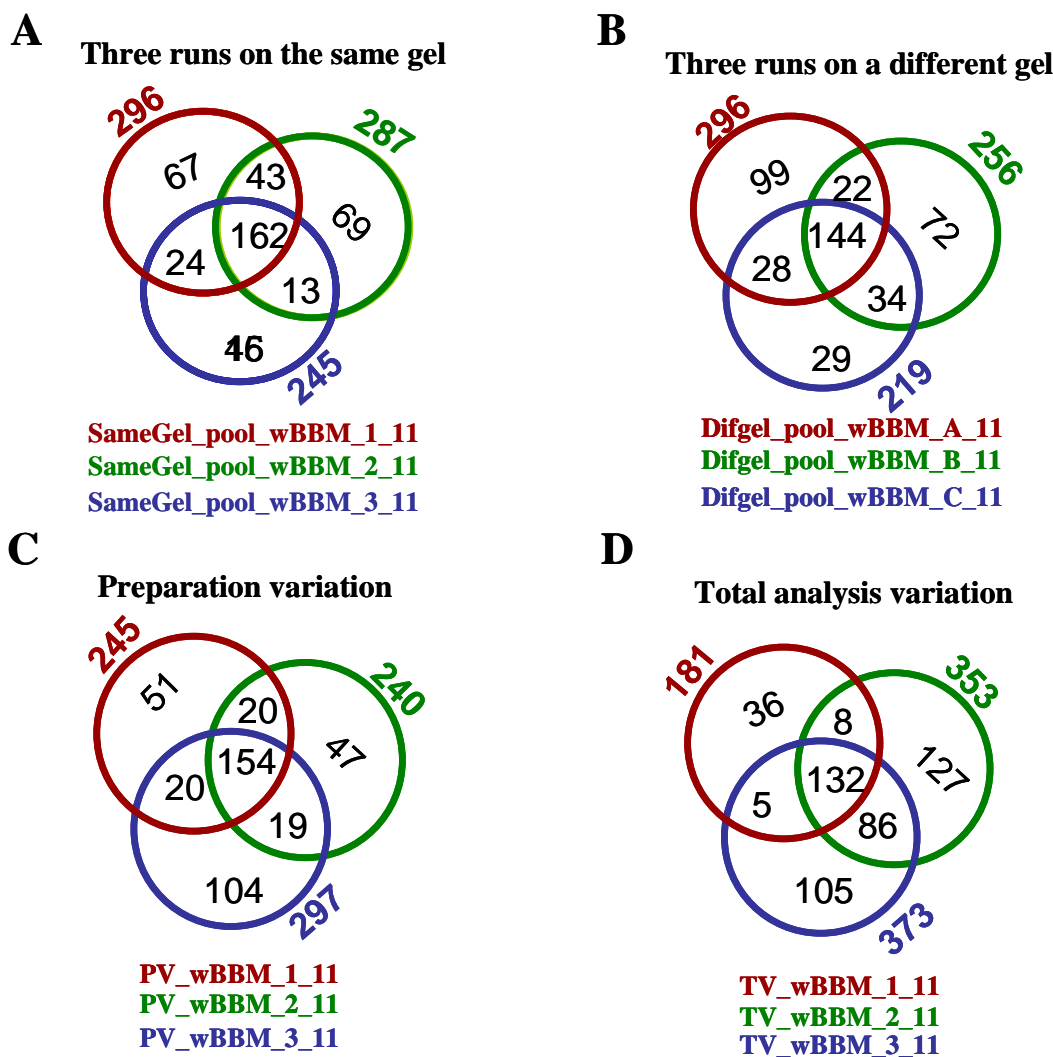 A
Three runs on the same gel
296
287
67
43
69
162
24
13
46
245
SameGel_pool_wBBM_1_11
SameGel_pool_wBBM_2_11
SameGel_pool_wBBM_3_11
B
Three runs on a different gel
296
256
99
22
72
144
28
34
29
219
Difgel_pool_wBBM_A_11
Difgel_pool_wBBM_B_11
Difgel_pool_wBBM_C_11
C
Preparation variation
245
240
51
20
47
154
20
19
104
297
PV_wBBM_1_11
PV_wBBM_2_11
PV_wBBM_3_11
D
Total analysis variation
181
353
36
8
127
132
5
86
105
373
TV_wBBM_1_11
TV_wBBM_2_11
TV_wBBM_3_11